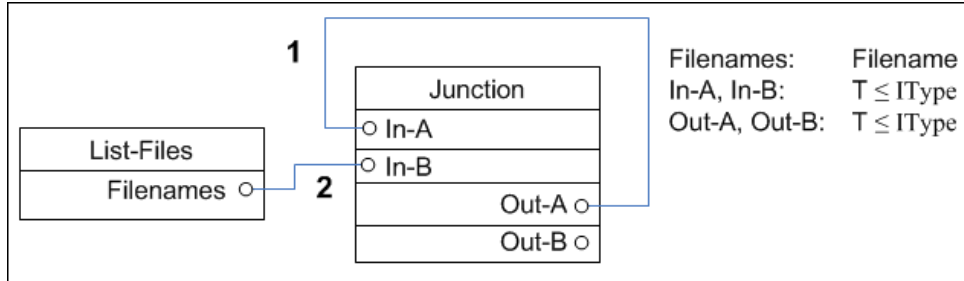 1
Junction
In-A
In-B
Out-A
Out-B
List-Files
Filenames
2
Filenames: Filename
In-A, In-B: T ≤ IType
Out-A, Out-B: T ≤ IType